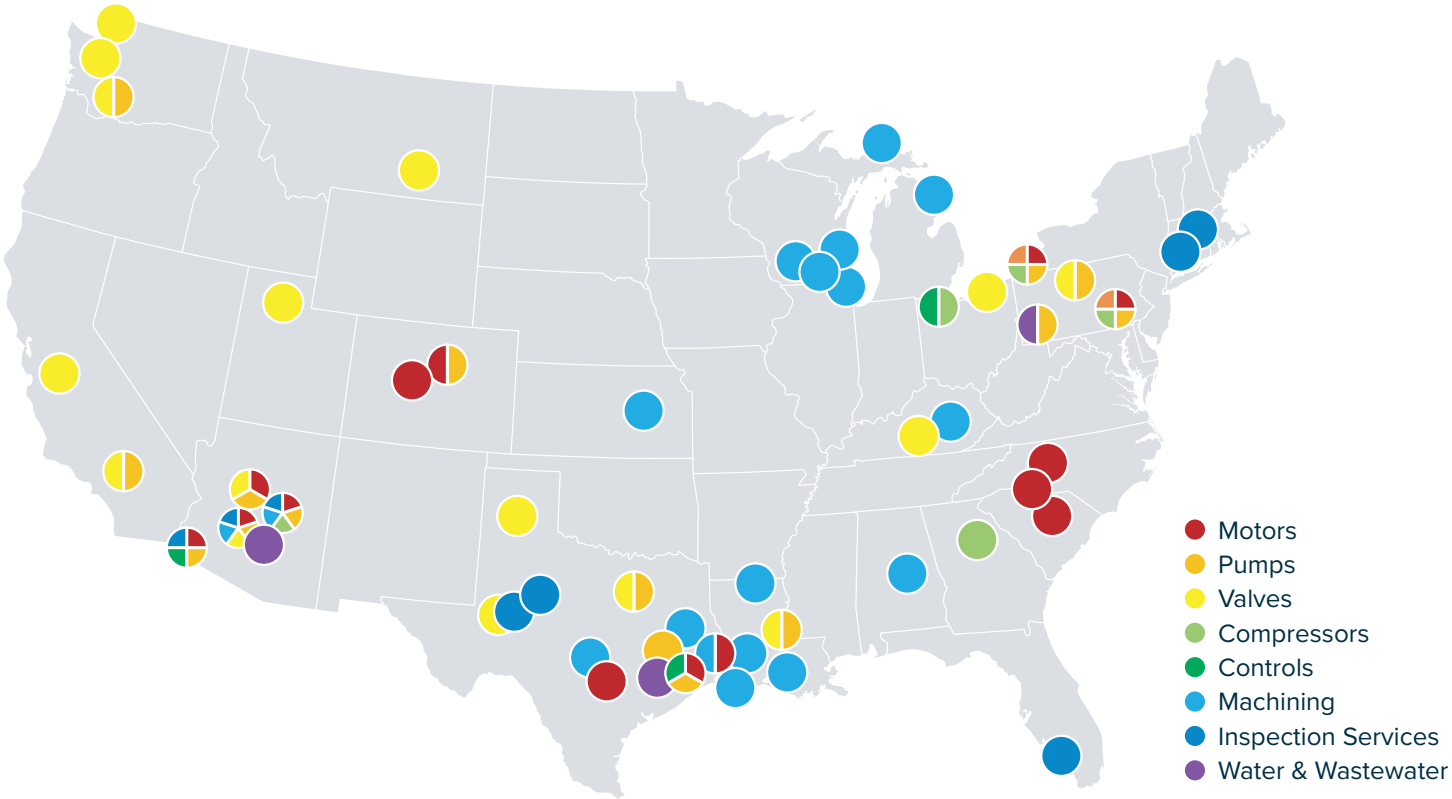 Motors
Pumps
Valves
Compressors
Controls
Machining
Inspection Services
Water & Wastewater